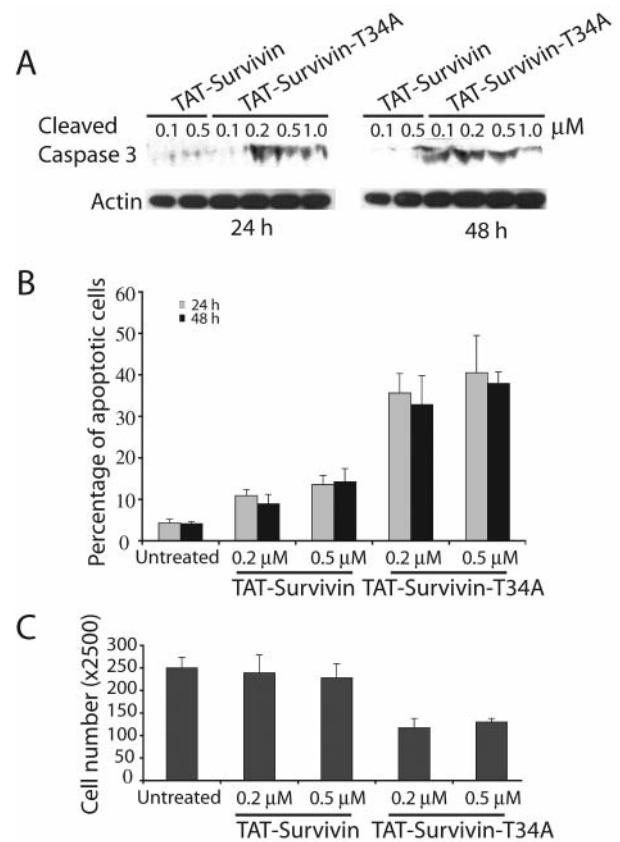 A
TAT-Survivin
TAT-Survivin-T34A
TAT-Survivin
TAT-Survivin-T34A
Cleaved
Caspase 3
0.1 0.5 0.1 0.2 0.5 1.0
0.1 0.5 0.1 0.2 0.5 1.0 μM
Actin
24 h
48 h
B
Percentage of apoptotic cells
60
50
40
30
20
10
0
24 h
48 h
Untreated
0.2 μM
0.5 μM
0.2 μM
0.5 μM
TAT-Survivin
TAT-Survivin-T34A
C
Cell number (x2500)
300
250
200
150
100
50
0
Untreated
0.2 μM
0.5 μM
0.2 μM
0.5 μM
TAT-Survivin
TAT-Survivin-T34A